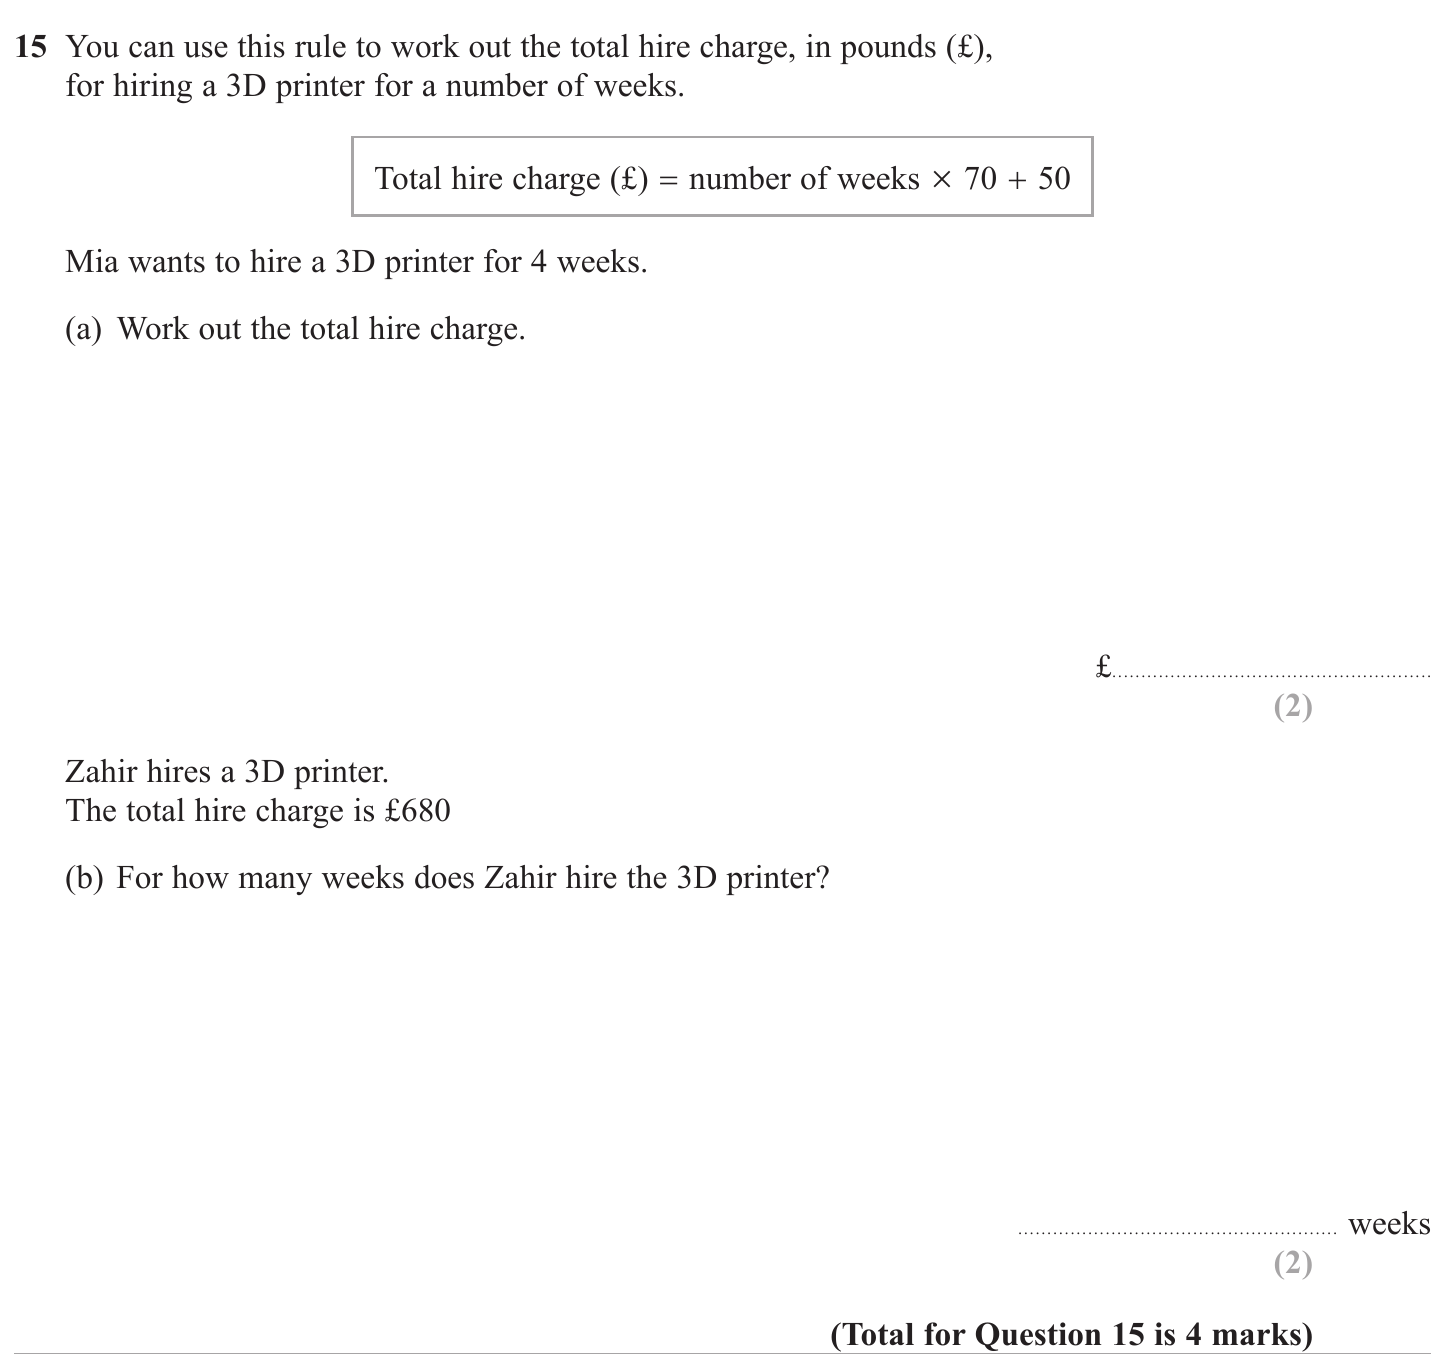 15 You can use this rule to work out the total hire charge, in pounds (£),
for hiring a 3D printer for a number of weeks.
Total hire charge (£) = number of weeks × 70 + 50
Mia wants to hire a 3D printer for 4 weeks.
(a) Work out the total hire charge.
£
(2)
Zahir hires a 3D printer.
The total hire charge is £680
(b) For how many weeks does Zahir hire the 3D printer?
weeks
(2)
(Total for Question 15 is 4 marks)